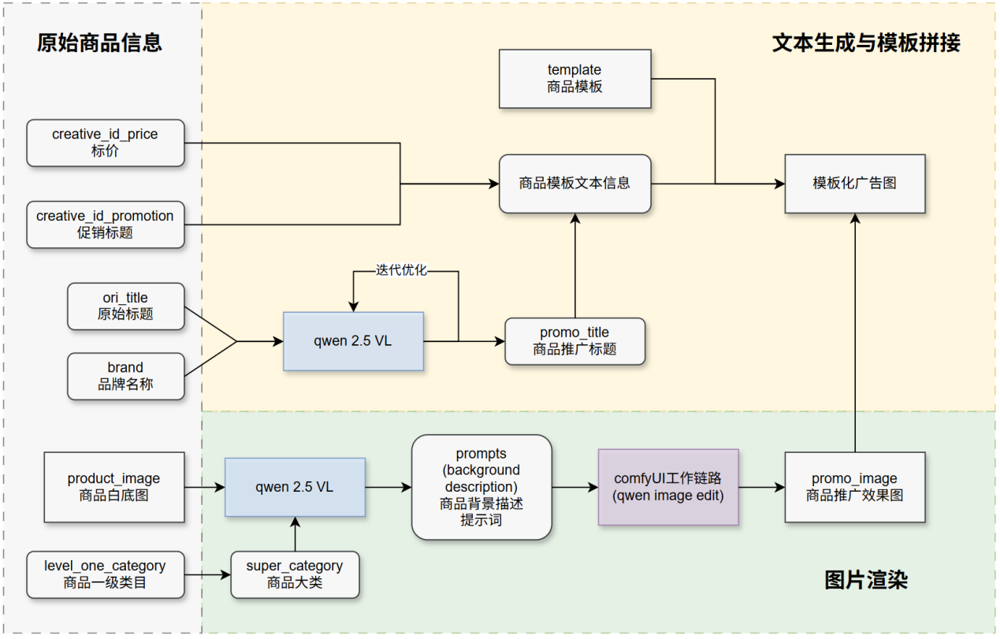 原始商品信息
creative_id_price
标价
creative_id_promotion
促销标题
ori_title
原始标题
brand
品牌名称
product_image
商品白底图
level_one_category
商品一级类目
文本生成与模板拼接
template
商品模板
商品模板文本信息
模板化广告图
迭代优化
qwen 2.5 VL
promo_title
商品推广标题
qwen 2.5 VL
super_category
商品大类
prompts
(background
description)
商品背景描述
提示词
comfyUI工作链路
(qwen image edit)
promo_image
商品推广效果图
图片渲染